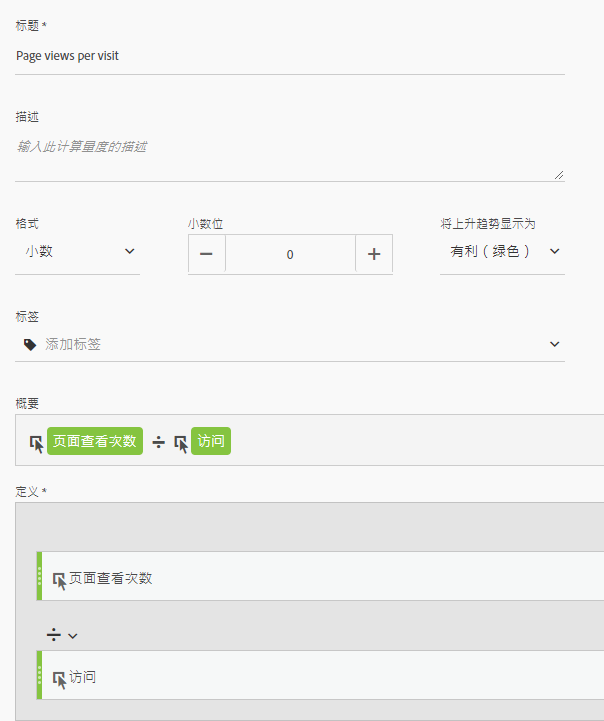 标题 *
Page views per visit
描述
输入此计算量度的描述
格式 小数位 将上升趋势显示为
小数 − 0 + 有利（绿色）
标签
添加标签
概要
页面查看次数 ÷ 访问
定义 *
页面查看次数
÷
访问